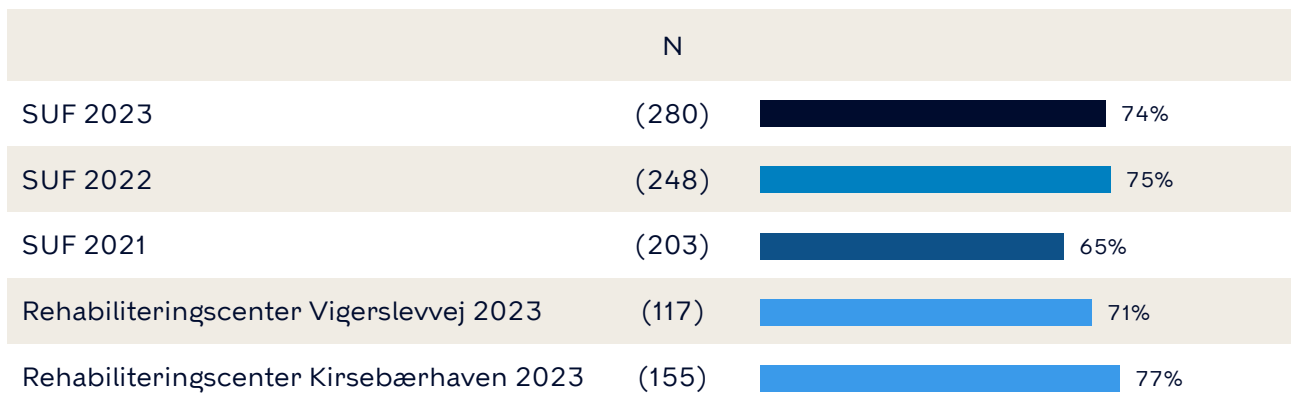 N
SUF 2023 (280) 74%
SUF 2022 (248) 75%
SUF 2021 (203) 65%
Rehabiliteringscenter Vigerslevvej 2023 (117) 71%
Rehabiliteringscenter Kirsebærhaven 2023 (155) 77%